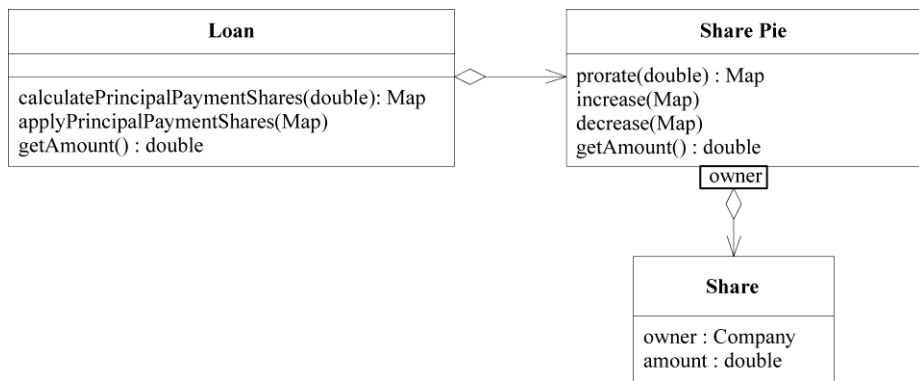 Loan
calculatePrincipalPaymentShares(double): Map
applyPrincipalPaymentShares(Map)
getAmount() : double
Share Pie
prorate(double) : Map
increase(Map)
decrease(Map)
getAmount() : double
owner
Share
owner : Company
amount : double